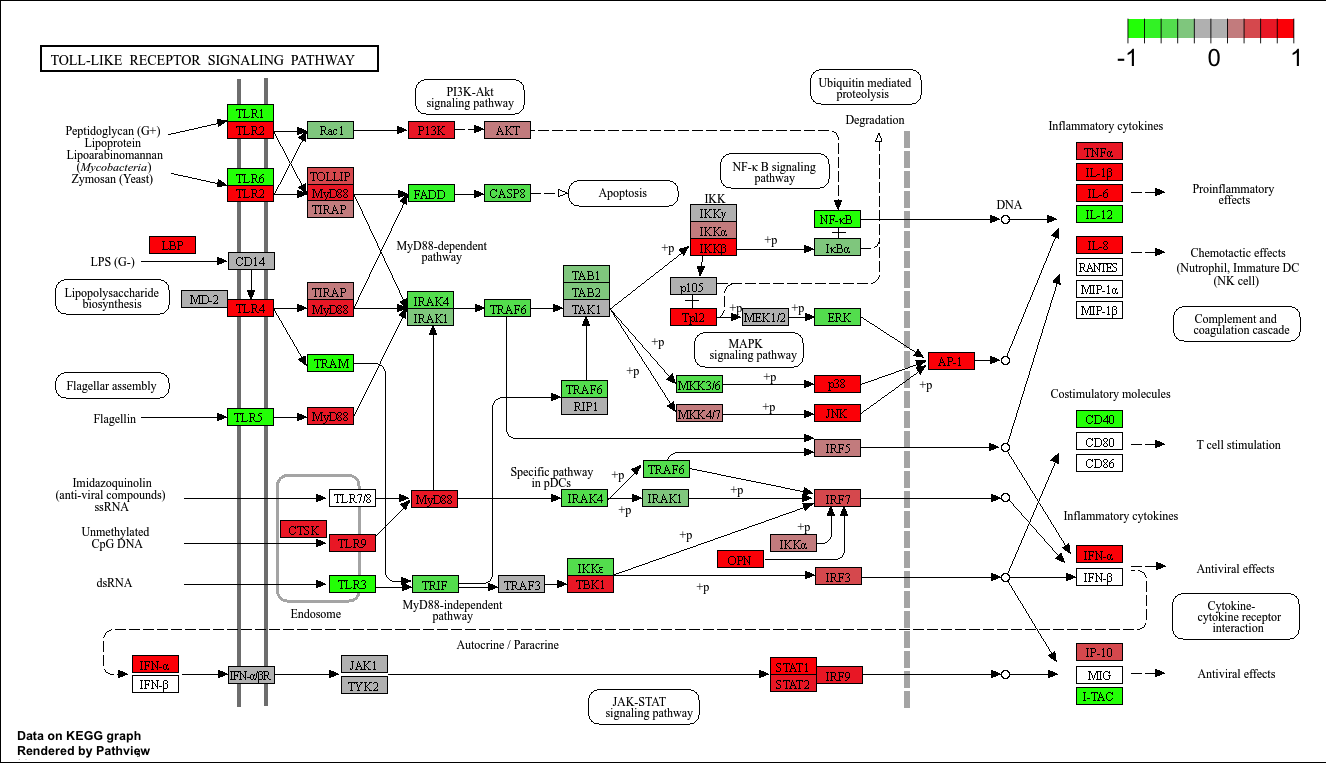 -1 0 1
TOLL-LIKE RECEPTOR SIGNALING PATHWAY
PI3K-Akt
signaling pathway
Ubiquitin mediated
proteolysis
Degradation
Peptidoglycan (G+)
Lipoprotein
Lipoarabinomannan
(Mycobacteria)
Zymosan (Yeast)
TLR1
TLR2
Rac1
PI3K
AKT
TLR6
TLR2
TOLLIP
MyD88
TIRAP
FADD
CASP8
Apoptosis
NF-κ B signaling
pathway
IKK
IKKγ
IKKα
IKKβ
+p
+p
NF-κB
IκBα
DNA
Inflammatory cytokines
TNFα
IL-1β
IL-6
IL-12
Proinflammatory
effects
IL-8
RANTES
MIP-1α
MIP-1β
Chemotactic effects
(Nutrophil, Immature DC
(NK cell)
Complement and
coagulation cascade
LBP
LPS (G-)
CD14
MyD88-dependent
pathway
Lipopolysaccharide
biosynthesis
MD-2
TLR4
TIRAP
MyD88
IRAK4
IRAK1
TRAF6
TAB1
TAB2
TAK1
p105
Tpl2
+p
MEK1/2
+p
ERK
MAPK
signaling pathway
TRAM
+p
+p
MKK3/6
+p
p38
MKK4/7
+p
JNK
AP-1
+p
Flagellar assembly
Flagellin
TLR5
MyD88
TRAF6
RIP1
IRF5
Costimulatory molecules
CD40
CD80
CD86
T cell stimulation
Imidazoquinolin
(anti-viral compounds)
ssRNA
TLR7/8
MyD88
Specific pathway
in pDCs
IRAK4
+p
+p
TRAF6
IRAK1
+p
IRF7
Unmethylated
CpG DNA
CTSK
TLR9
+p
IKKα
+p
OPN
Inflammatory cytokines
IFN-α
IFN-β
Antiviral effects
dsRNA
TLR3
Endosome
TRIF
MyD88-independent
pathway
TRAF3
IKKε
TBK1
+p
IRF3
Cytokine-
cytokine receptor
interaction
Autocrine / Paracrine
IFN-α
IFN-β
IFN-α/βR
JAK1
TYK2
STAT1
STAT2
IRF9
IP-10
MIG
I-TAC
Antiviral effects
JAK-STAT
signaling pathway
Data on KEGG graph
Rendered by Pathview